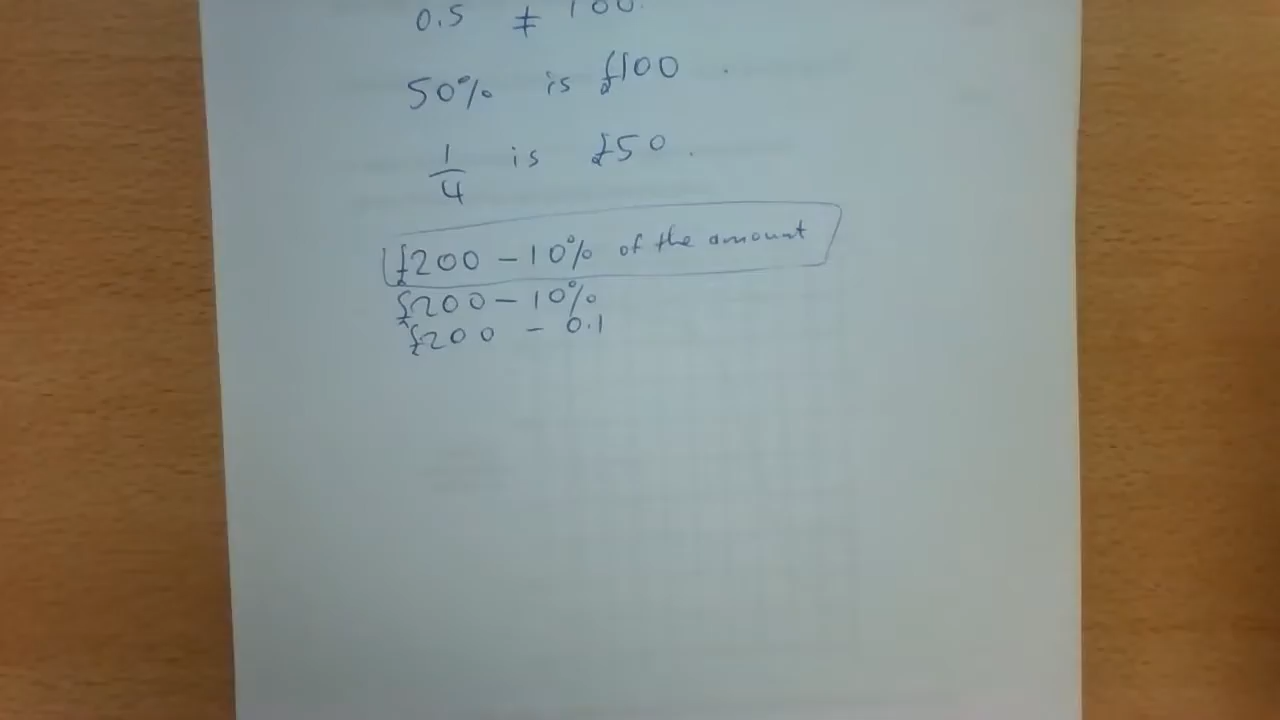 0.5 ≠ 100.
50% is £100.
1/4 is £50.
£200 - 10% of the amount
£200 - 10%
£200 - 0.1